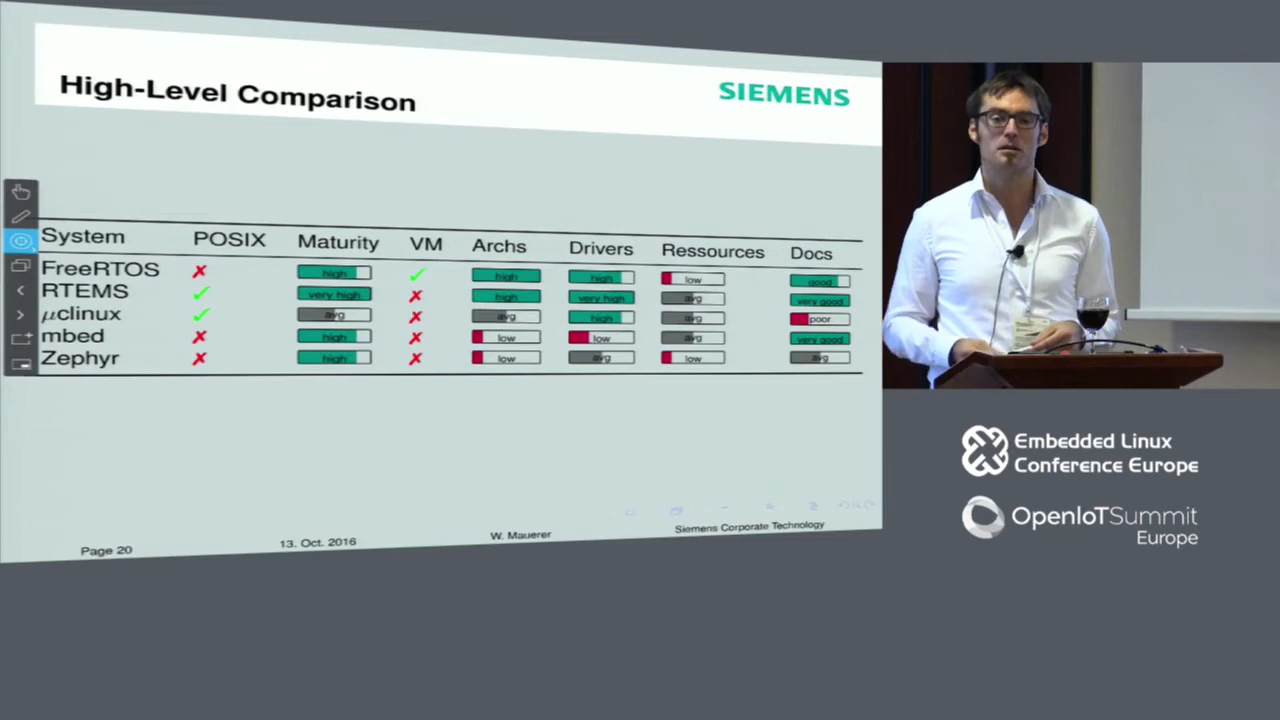 High-Level Comparison
SIEMENS
System POSIX Maturity VM Archs Drivers Ressources Docs
FreeRTOS ✗ high ✓ high high low good
RTEMS ✓ very high ✗ high very high avg very good
μclinux ✓ avg ✗ avg high avg poor
mbed ✗ high ✗ low low avg very good
Zephyr ✗ high ✗ low avg low avg
Page 20 13. Oct. 2016 W. Mauerer Siemens Corporate Technology
Embedded Linux
Conference Europe
OpenIoTSummit
Europe